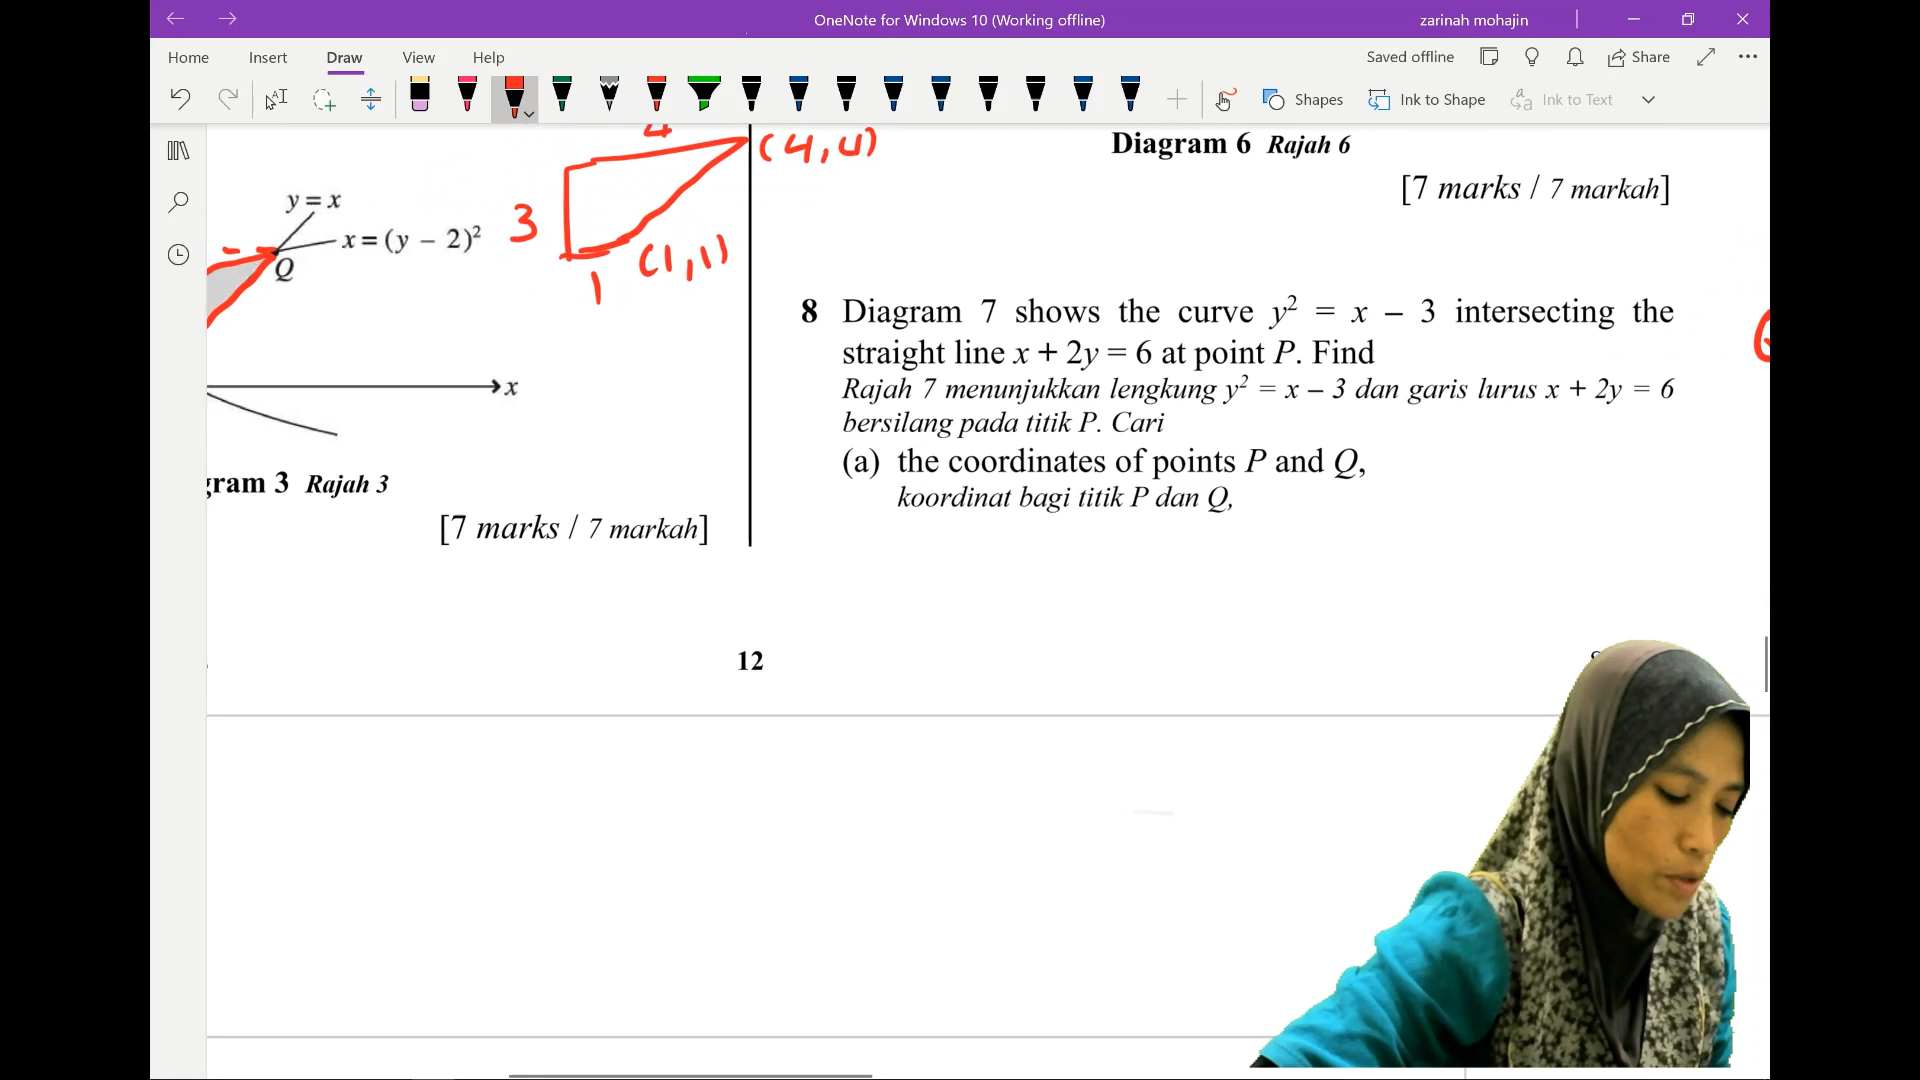 OneNote for Windows 10 (Working offline)
zarinah mohajin
Home Insert Draw View Help
Saved offline
Share
Shapes
Ink to Shape
Ink to Text
4
(4,4)
3
(1,1)
1
y = x
x = (y – 2)²
Q
x
gram 3 Rajah 3
[7 marks / 7 markah]
Diagram 6 Rajah 6
[7 marks / 7 markah]
8 Diagram 7 shows the curve y² = x – 3 intersecting the
straight line x + 2y = 6 at point P. Find
Rajah 7 menunjukkan lengkung y² = x – 3 dan garis lurus x + 2y = 6
bersilang pada titik P. Cari
(a) the coordinates of points P and Q,
koordinat bagi titik P dan Q,
12